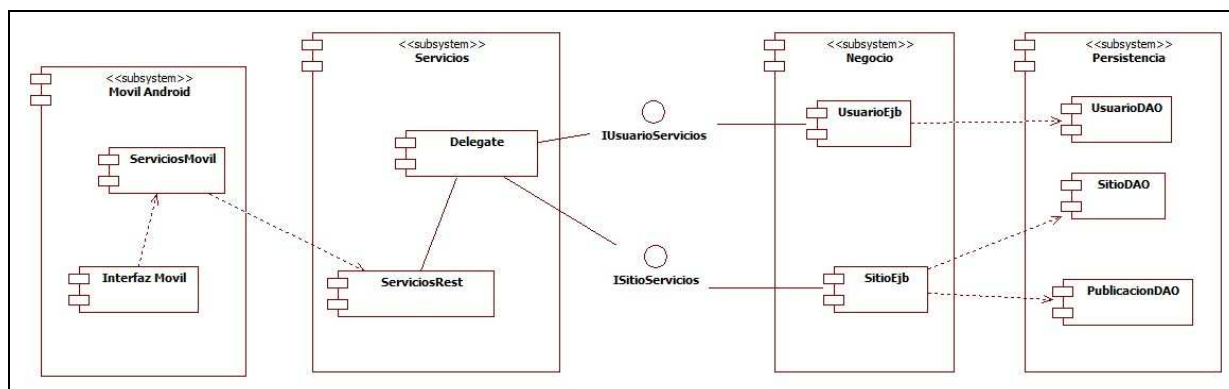 <<subsystem>>
Movil Android
ServiciosMovil
Interfaz Movil
<<subsystem>>
Servicios
Delegate
ServiciosRest
IUsuarioServicios
ISitioServicios
<<subsystem>>
Negocio
UsuarioEjb
SitioEjb
<<subsystem>>
Persistencia
UsuarioDAO
SitioDAO
PublicacionDAO